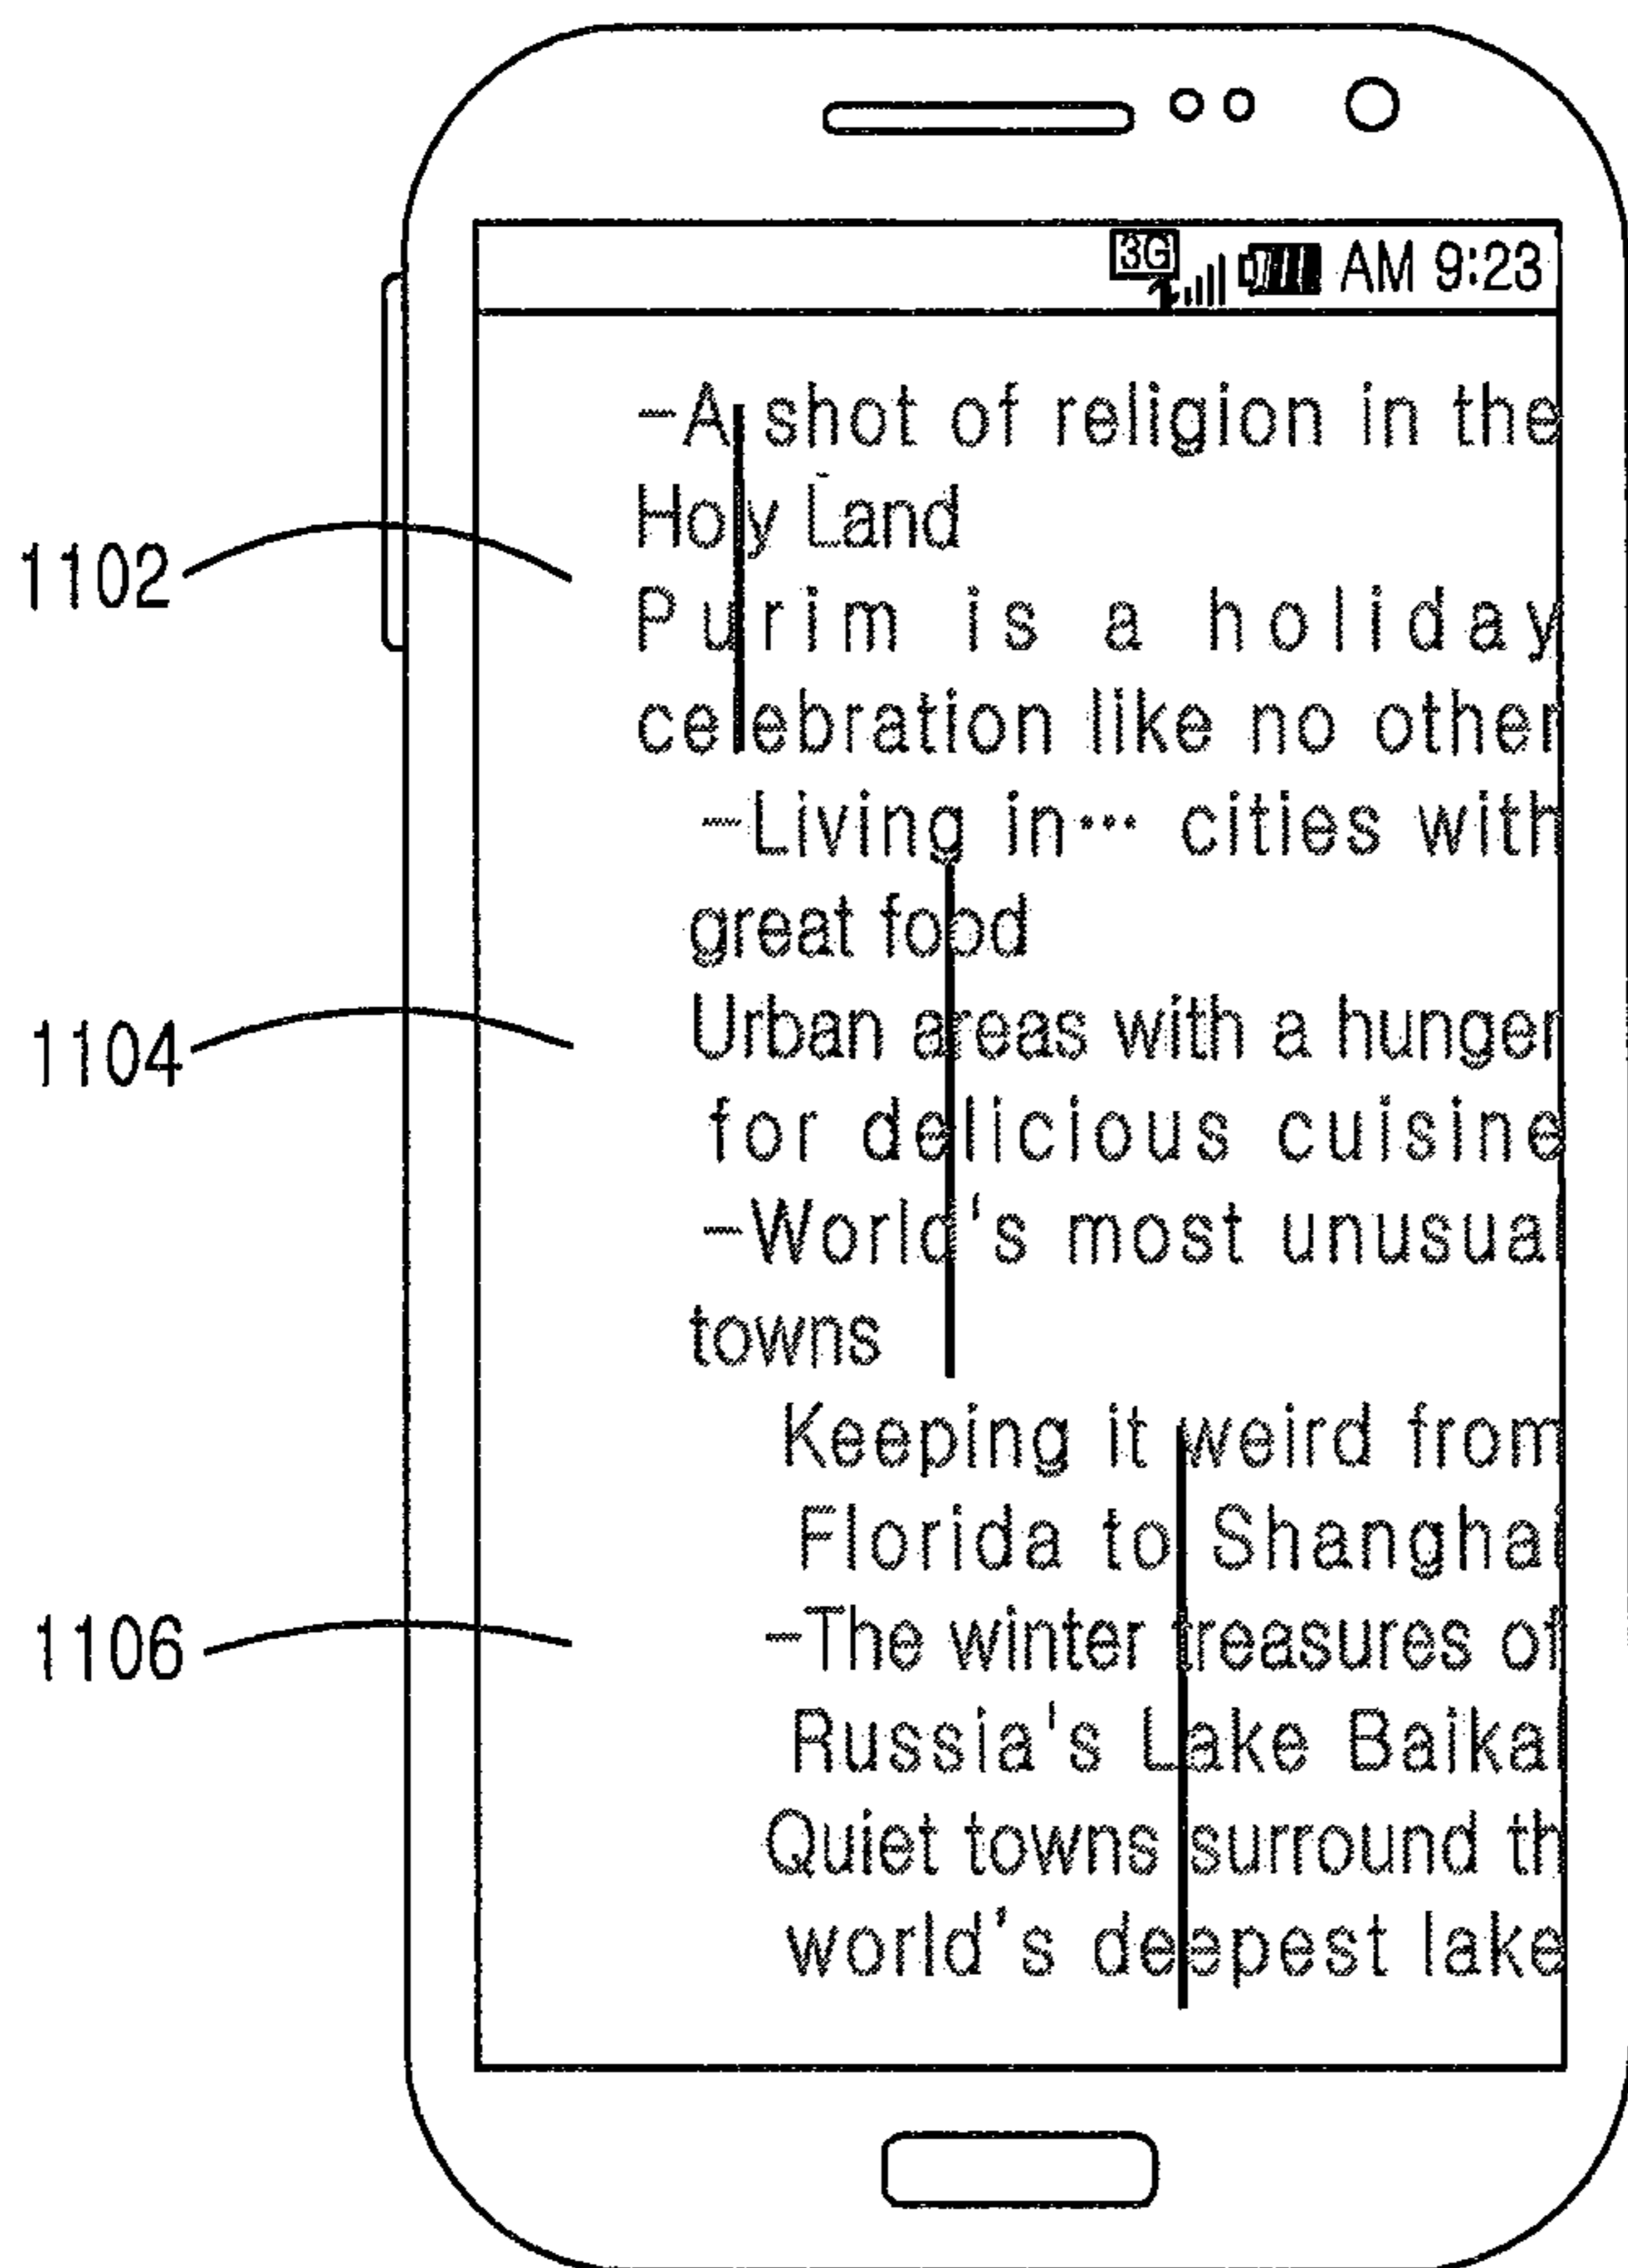 3G AM 9:23
-A shot of religion in the
Holy Land
1102
Purim is a holiday
celebration like no other
-Living in... cities with
great food
1104
Urban areas with a hunger
for delicious cuisine
-World's most unusual
towns
Keeping it weird from
Florida to Shanghai
1106
-The winter treasures of
Russia's Lake Baikal
Quiet towns surround th
world's deepest lake